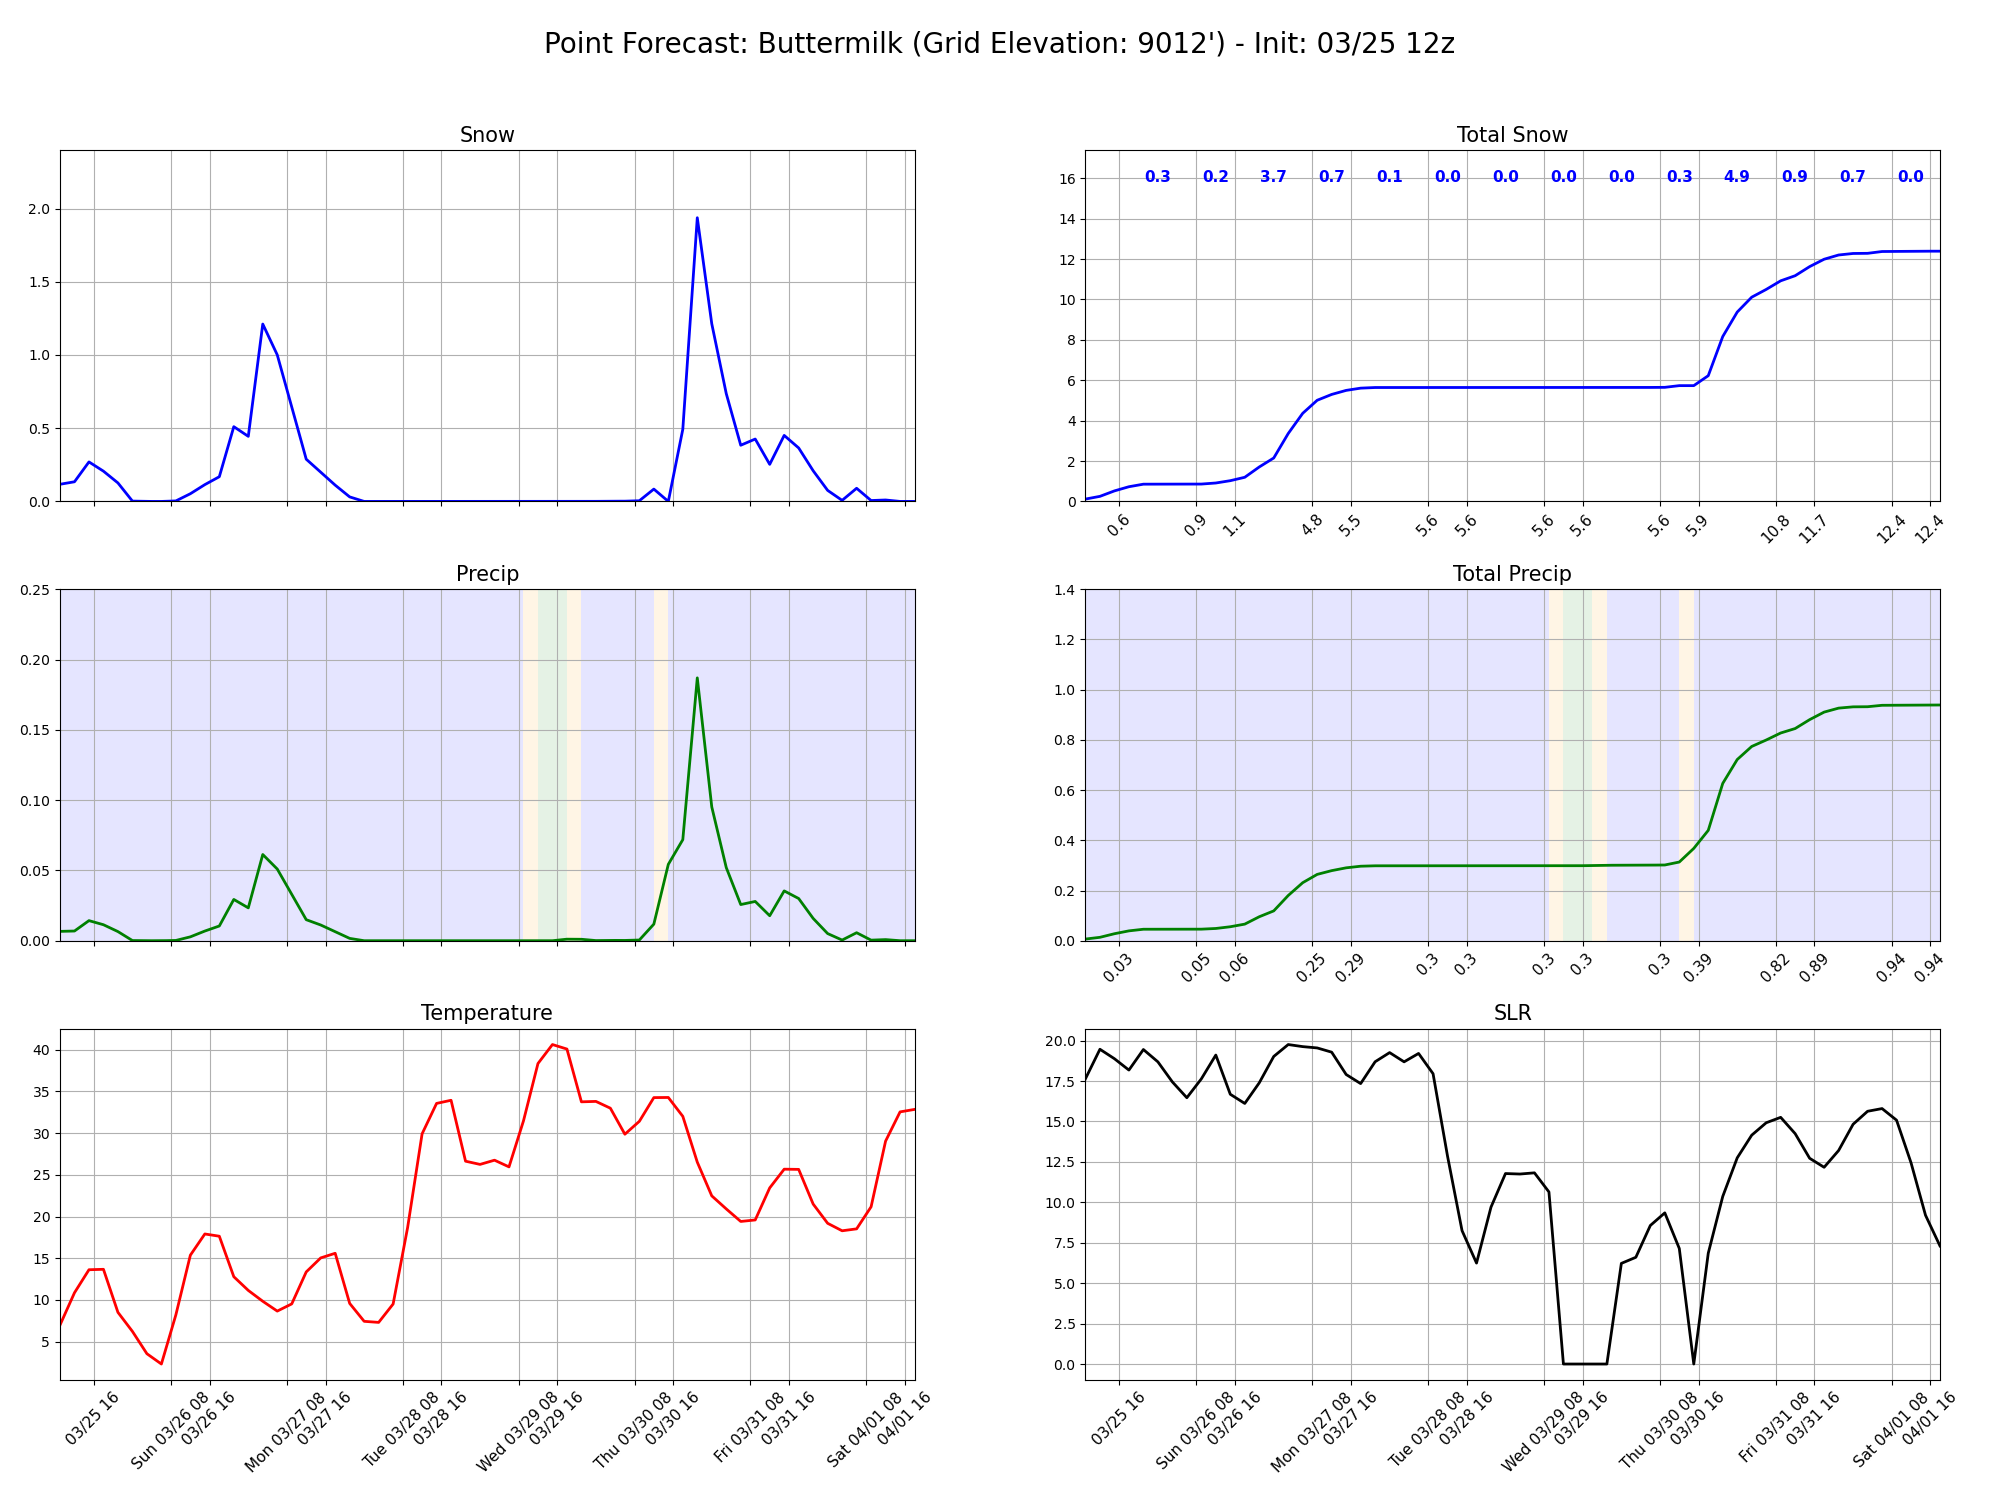 Point Forecast: Buttermilk (Grid Elevation: 9012') - Init: 03/25 12z
Snow
2.0
1.5
1.0
0.5
0.0
Total Snow
0.3 0.2 3.7 0.7 0.1 0.0 0.0 0.0 0.0 0.3 4.9 0.9 0.7 0.0
16
14
12
10
8
6
4
2
0
0.6 0.9 1.1 4.8 5.5 5.6 5.6 5.6 5.6 5.6 5.9 10.8 11.7 12.4 12.4
Precip
0.25
0.20
0.15
0.10
0.05
0.00
Total Precip
1.4
1.2
1.0
0.8
0.6
0.4
0.2
0.0
0.03 0.05 0.06 0.25 0.29 0.3 0.3 0.3 0.3 0.3 0.39 0.82 0.89 0.94 0.94
Temperature
40
35
30
25
20
15
10
5
03/25 16
Sun 03/26 08
03/26 16
Mon 03/27 08
03/27 16
Tue 03/28 08
03/28 16
Wed 03/29 08
03/29 16
Thu 03/30 08
03/30 16
Fri 03/31 08
03/31 16
Sat 04/01 08
04/01 16
SLR
20.0
17.5
15.0
12.5
10.0
7.5
5.0
2.5
0.0
03/25 16
Sun 03/26 08
03/26 16
Mon 03/27 08
03/27 16
Tue 03/28 08
03/28 16
Wed 03/29 08
03/29 16
Thu 03/30 08
03/30 16
Fri 03/31 08
03/31 16
Sat 04/01 08
04/01 16